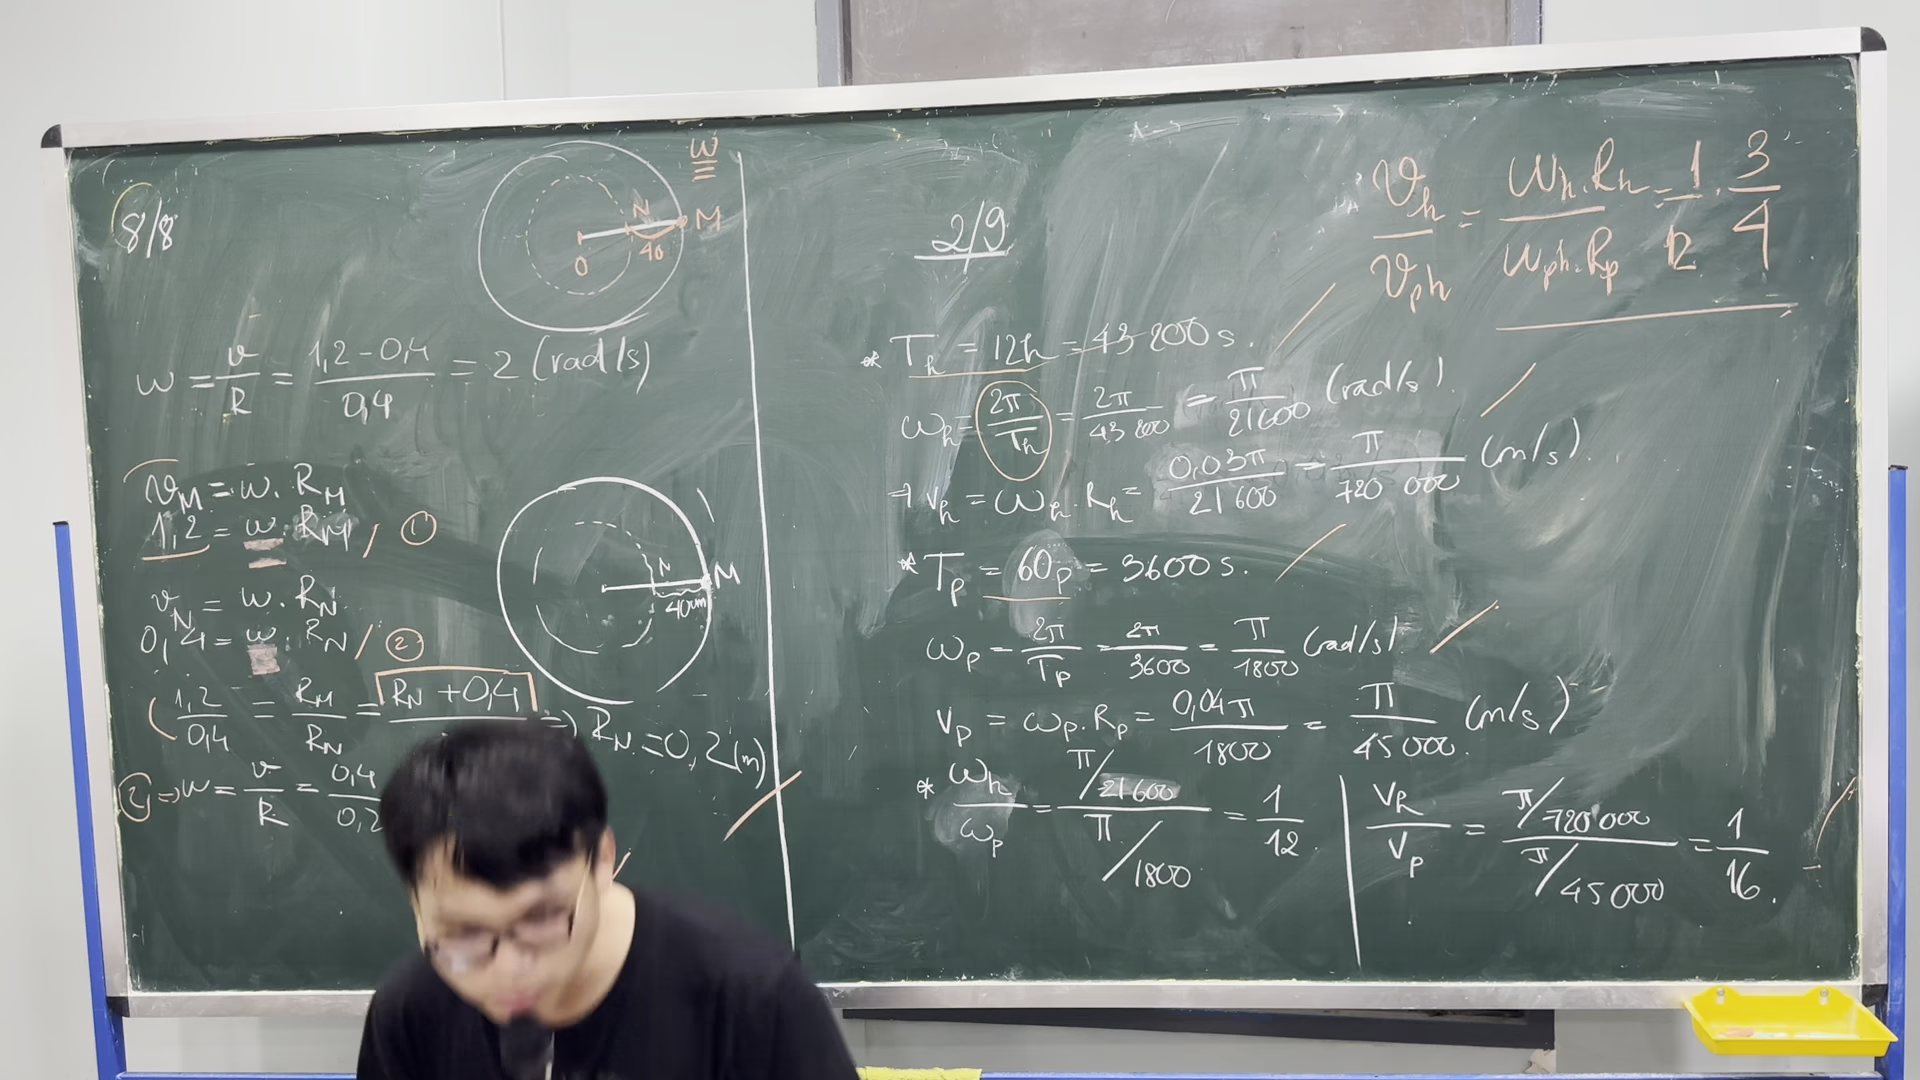 8/8
ω
N
M
O
40
ω = v/R = (1,2 - 0,4)/0,4 = 2 (rad/s)
v_M = ω. R_M
1,2 = ω. R_M / ①
v_N = ω. R_N
0,4 = ω. R_N / ②
N
M
40cm
1,2/0,4 = R_M/R_N = (R_N + 0,4)/ ⇒ R_N = 0,2 (m)
② ⇒ ω = v/R = 0,4/0,2
2/9
v_h/v_ph = (ω_h. R_h)/(ω_ph. R_p) = 1/12 . 3/4
* T_h = 12h = 43 200 s.
ω_h = 2π/T_h = 2π/43 200 = π/21600 (rad/s).
⇒ v_h = ω_h. R_h = 0,03π/21 600 = π/720 000 (m/s).
* T_p = 60p = 3600 s.
ω_p = 2π/T_p = 2π/3600 = π/1800 (rad/s).
v_p = ω_p. R_p = 0,04π/1800 = π/45 000. (m/s)
* ω_h/ω_p = (π/21 600)/(π/1800) = 1/12.
v_h/v_p = (π/720 000)/(π/45 000) = 1/16.